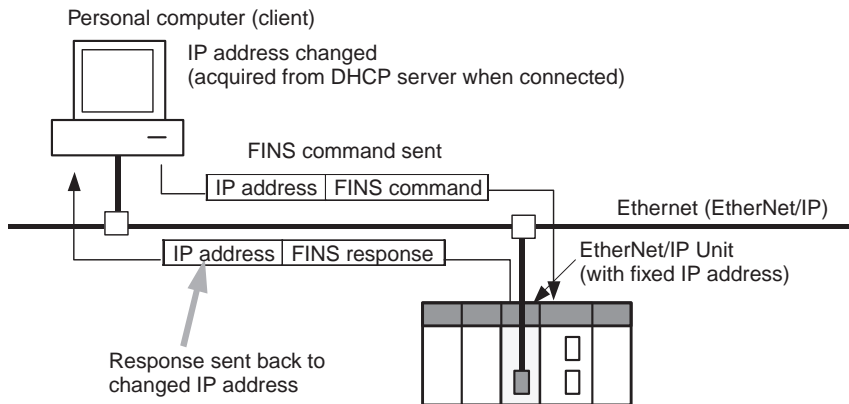 Personal computer (client)
IP address changed
(acquired from DHCP server when connected)
FINS command sent
IP address FINS command
Ethernet (EtherNet/IP)
IP address FINS response
EtherNet/IP Unit
(with fixed IP address)
Response sent back to
changed IP address